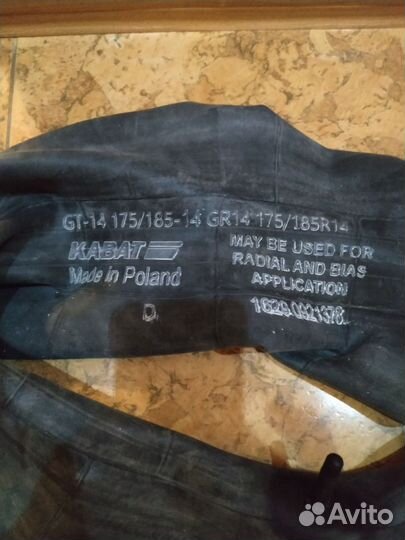 GT-14 175/185-14 GR14 175/185R14
KABAT
Made in Poland
MAY BE USED FOR
RADIAL AND BIAS
APPLICATION
D
Avito